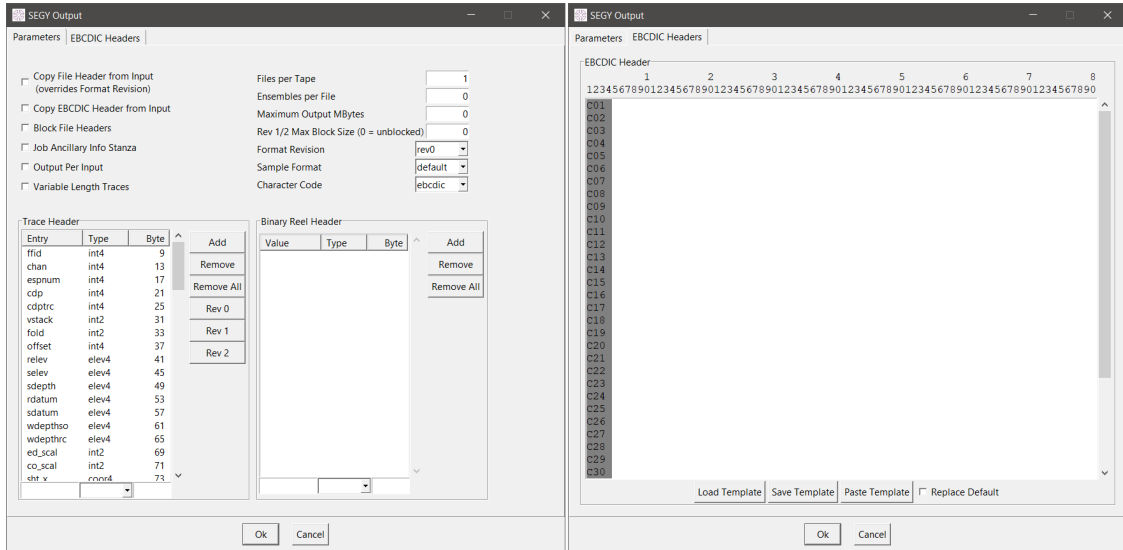 SEGY Output
Parameters EBCDIC Headers
Copy File Header from Input
(overrides Format Revision)
Copy EBCDIC Header from Input
Block File Headers
Job Ancillary Info Stanza
Output Per Input
Variable Length Traces
Files per Tape 1
Ensembles per File 0
Maximum Output MBytes 0
Rev 1/2 Max Block Size (0 = unblocked) 0
Format Revision rev0
Sample Format default
Character Code ebcdic
Trace Header
Entry Type Byte
ffid int4 9
chan int4 13
espnum int4 17
cdp int4 21
cdptrc int4 25
vstack int2 31
fold int2 33
offset int4 37
relev elev4 41
selev elev4 45
sdepth elev4 49
rdatum elev4 53
sdatum elev4 57
wdepthso elev4 61
wdepthrc elev4 65
ed_scal int2 69
co_scal int2 71
sht_x coor4 73
Add
Remove
Remove All
Rev 0
Rev 1
Rev 2
Binary Reel Header
Value Type Byte
Add
Remove
Remove All
Ok Cancel
SEGY Output
Parameters EBCDIC Headers
EBCDIC Header
1 2 3 4 5 6 7 8
12345678901234567890123456789012345678901234567890123456789012345678901234567890
C01
C02
C03
C04
C05
C06
C07
C08
C09
C10
C11
C12
C13
C14
C15
C16
C17
C18
C19
C20
C21
C22
C23
C24
C25
C26
C27
C28
C29
C30
Load Template Save Template Paste Template Replace Default
Ok Cancel